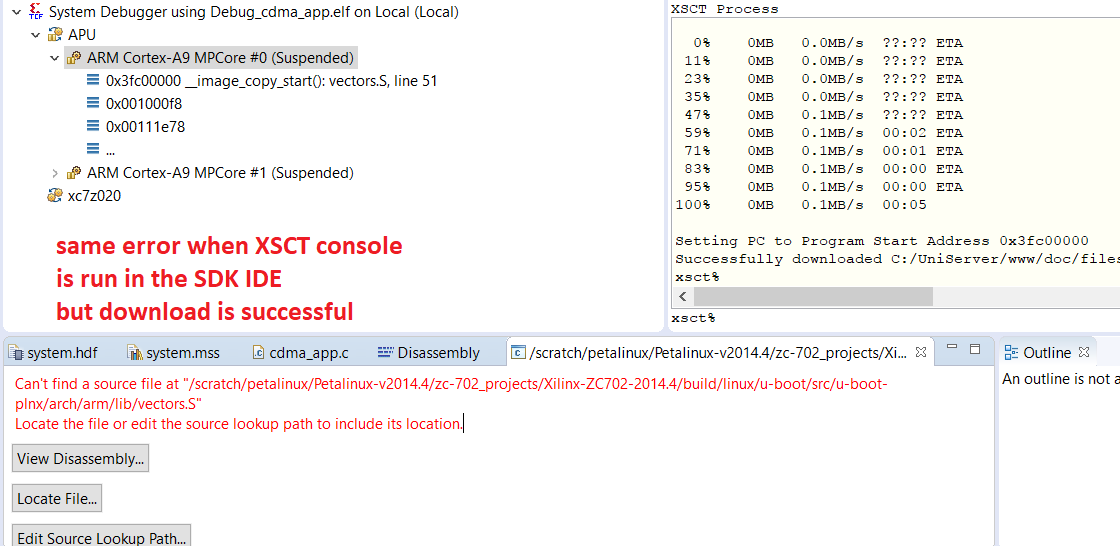 System Debugger using Debug_cdma_app.elf on Local (Local)
APU
ARM Cortex-A9 MPCore #0 (Suspended)
0x3fc00000 __image_copy_start(): vectors.S, line 51
0x001000f8
0x00111e78
...
ARM Cortex-A9 MPCore #1 (Suspended)
xc7z020
same error when XSCT console
is run in the SDK IDE
but download is successful
XSCT Process
0% 0MB 0.0MB/s ??:?? ETA
11% 0MB 0.0MB/s ??:?? ETA
23% 0MB 0.0MB/s ??:?? ETA
35% 0MB 0.0MB/s ??:?? ETA
47% 0MB 0.1MB/s ??:?? ETA
59% 0MB 0.1MB/s 00:02 ETA
71% 0MB 0.1MB/s 00:01 ETA
83% 0MB 0.1MB/s 00:00 ETA
95% 0MB 0.1MB/s 00:00 ETA
100% 0MB 0.1MB/s 00:05
Setting PC to Program Start Address 0x3fc00000
Successfully downloaded C:/UniServer/www/doc/files
xsct%
xsct%
system.hdf
system.mss
cdma_app.c
Disassembly
/scratch/petalinux/Petalinux-v2014.4/zc-702_projects/Xi...
Outline
Can't find a source file at "/scratch/petalinux/Petalinux-v2014.4/zc-702_projects/Xilinx-ZC702-2014.4/build/linux/u-boot/src/u-boot-
plnx/arch/arm/lib/vectors.S"
Locate the file or edit the source lookup path to include its location.
View Disassembly...
Locate File...
Edit Source Lookup Path...
An outline is not a